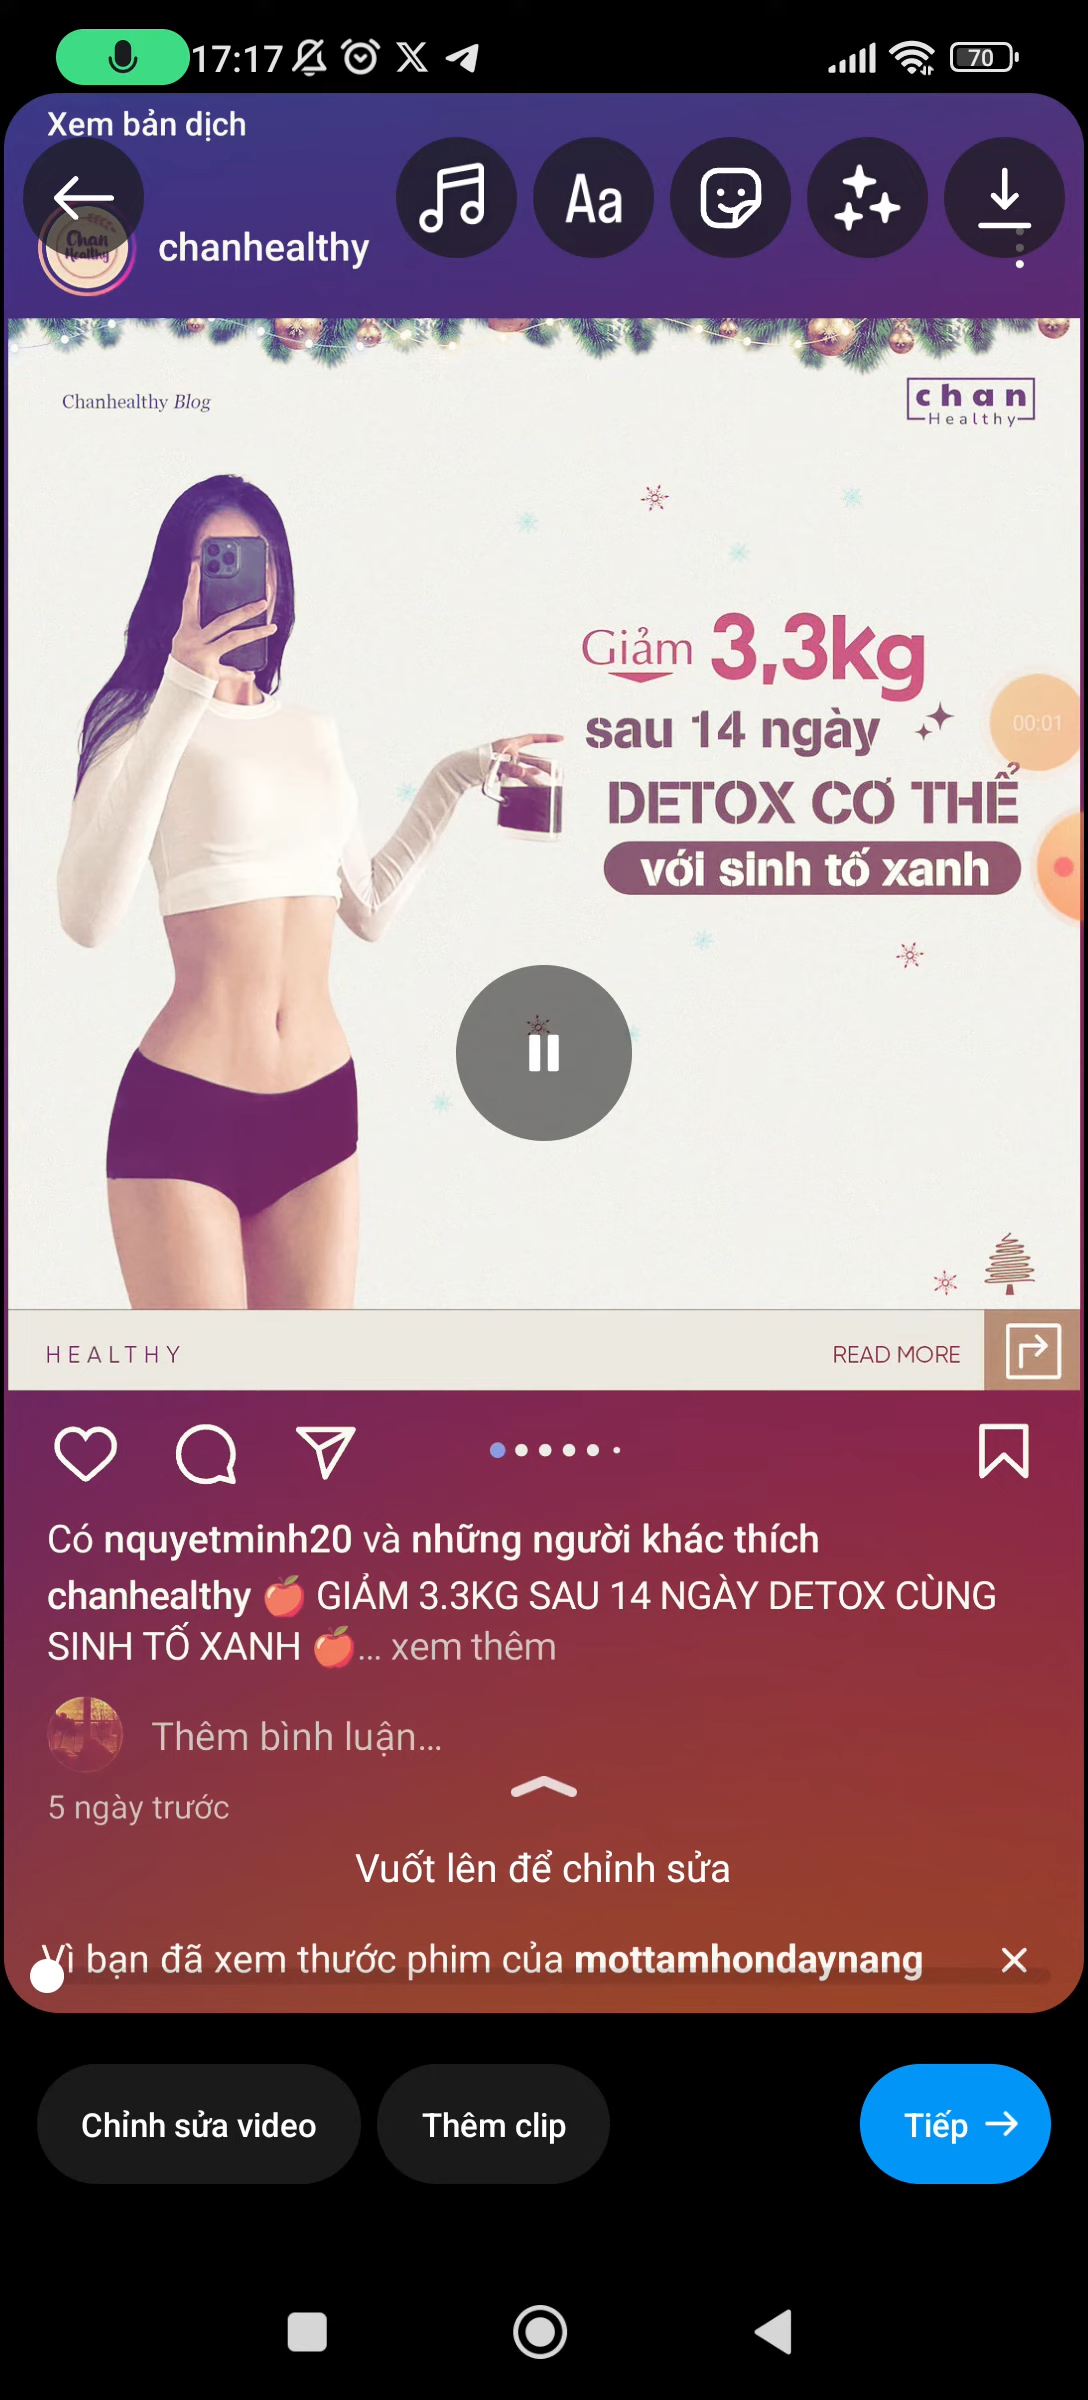 17:17
70
Xem bản dịch
Aa
Chan
Healthy
chanhealthy
Chanhealthy Blog
chan
Healthy
Giảm 3,3kg
sau 14 ngày
00:01
DETOX CƠ THỂ
với sinh tố xanh
HEALTHY
READ MORE
Có nquyetminh20 và những người khác thích
chanhealthy 🍎 GIẢM 3.3KG SAU 14 NGÀY DETOX CÙNG
SINH TỐ XANH 🍎... xem thêm
Thêm bình luận...
5 ngày trước
Vuốt lên để chỉnh sửa
Vì bạn đã xem thước phim của mottamhondaynang
Chỉnh sửa video
Thêm clip
Tiếp